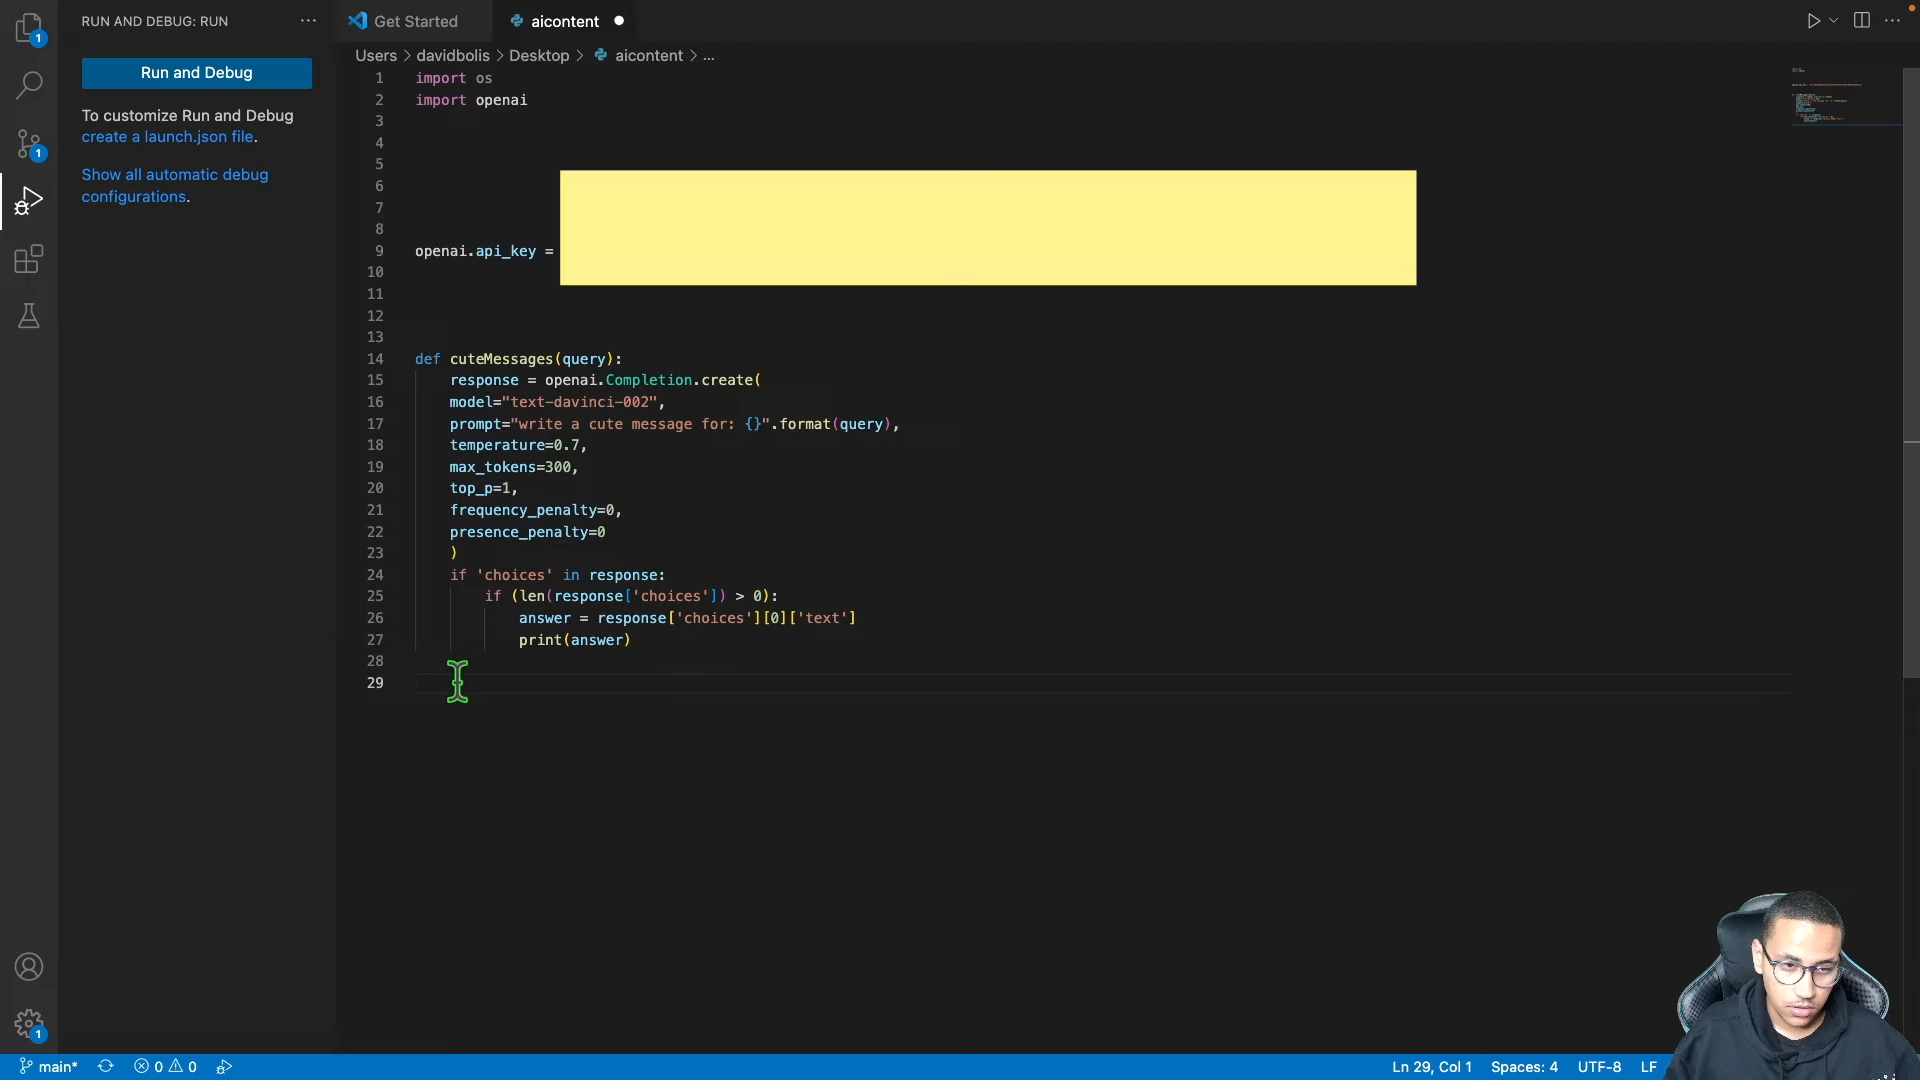 RUN AND DEBUG: RUN
Get Started
aicontent
Run and Debug
To customize Run and Debug
create a launch.json file.
Show all automatic debug
configurations.
Users > davidbolis > Desktop > aicontent > ...
1 import os
2 import openai
3
4
5
6
7
8
9 openai.api_key =
10
11
12
13
14 def cuteMessages(query):
15 response = openai.Completion.create(
16 model="text-davinci-002",
17 prompt="write a cute message for: {}".format(query),
18 temperature=0.7,
19 max_tokens=300,
20 top_p=1,
21 frequency_penalty=0,
22 presence_penalty=0
23 )
24 if 'choices' in response:
25 if (len(response['choices']) > 0):
26 answer = response['choices'][0]['text']
27 print(answer)
28
29
1
1
1
main* 0 0 Ln 29, Col 1 Spaces: 4 UTF-8 LF